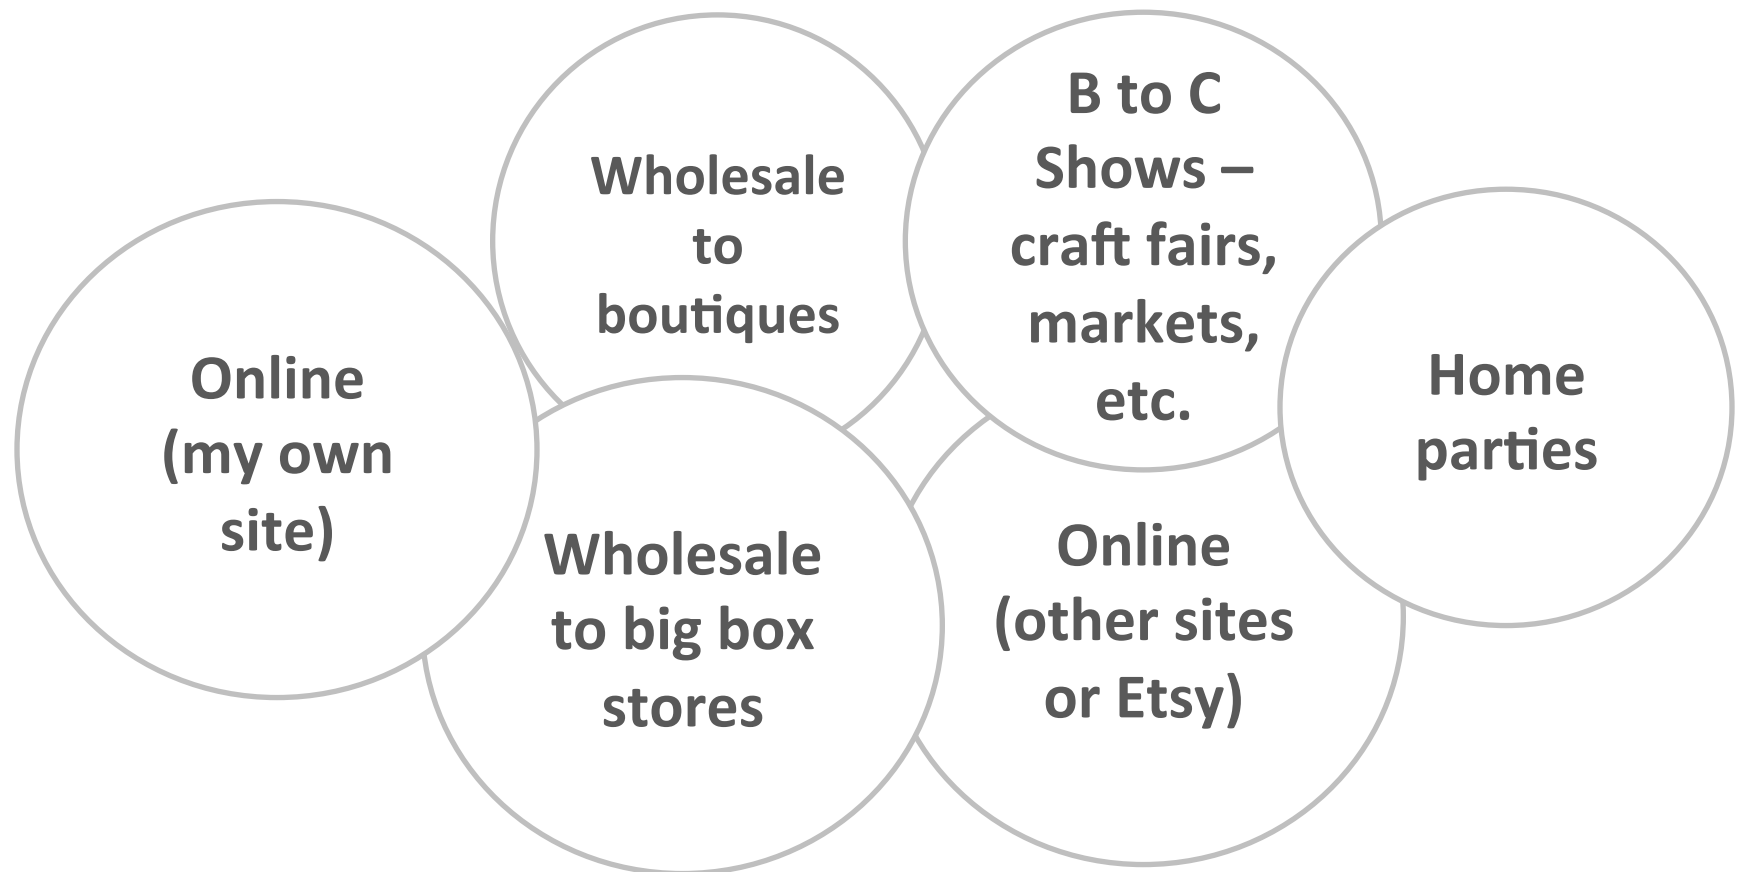 Online
(my own
site)
Wholesale
to
boutiques
Wholesale
to big box
stores
B to C
Shows –
craft fairs,
markets,
etc.
Online
(other sites
or Etsy)
Home
parties